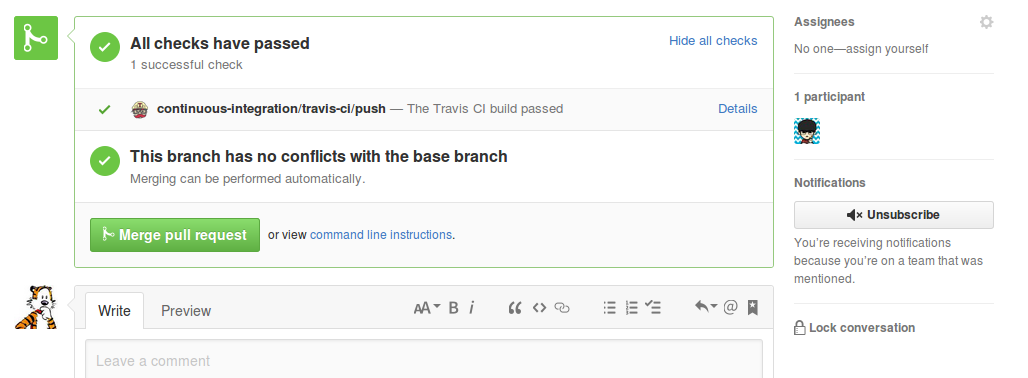 All checks have passed
Hide all checks
1 successful check
continuous-integration/travis-ci/push — The Travis CI build passed
Details
This branch has no conflicts with the base branch
Merging can be performed automatically.
Merge pull request
or view command line instructions.
Write
Preview
AA
B
i
@
Leave a comment
Assignees
No one—assign yourself
1 participant
Notifications
Unsubscribe
You're receiving notifications
because you're on a team that was
mentioned.
Lock conversation